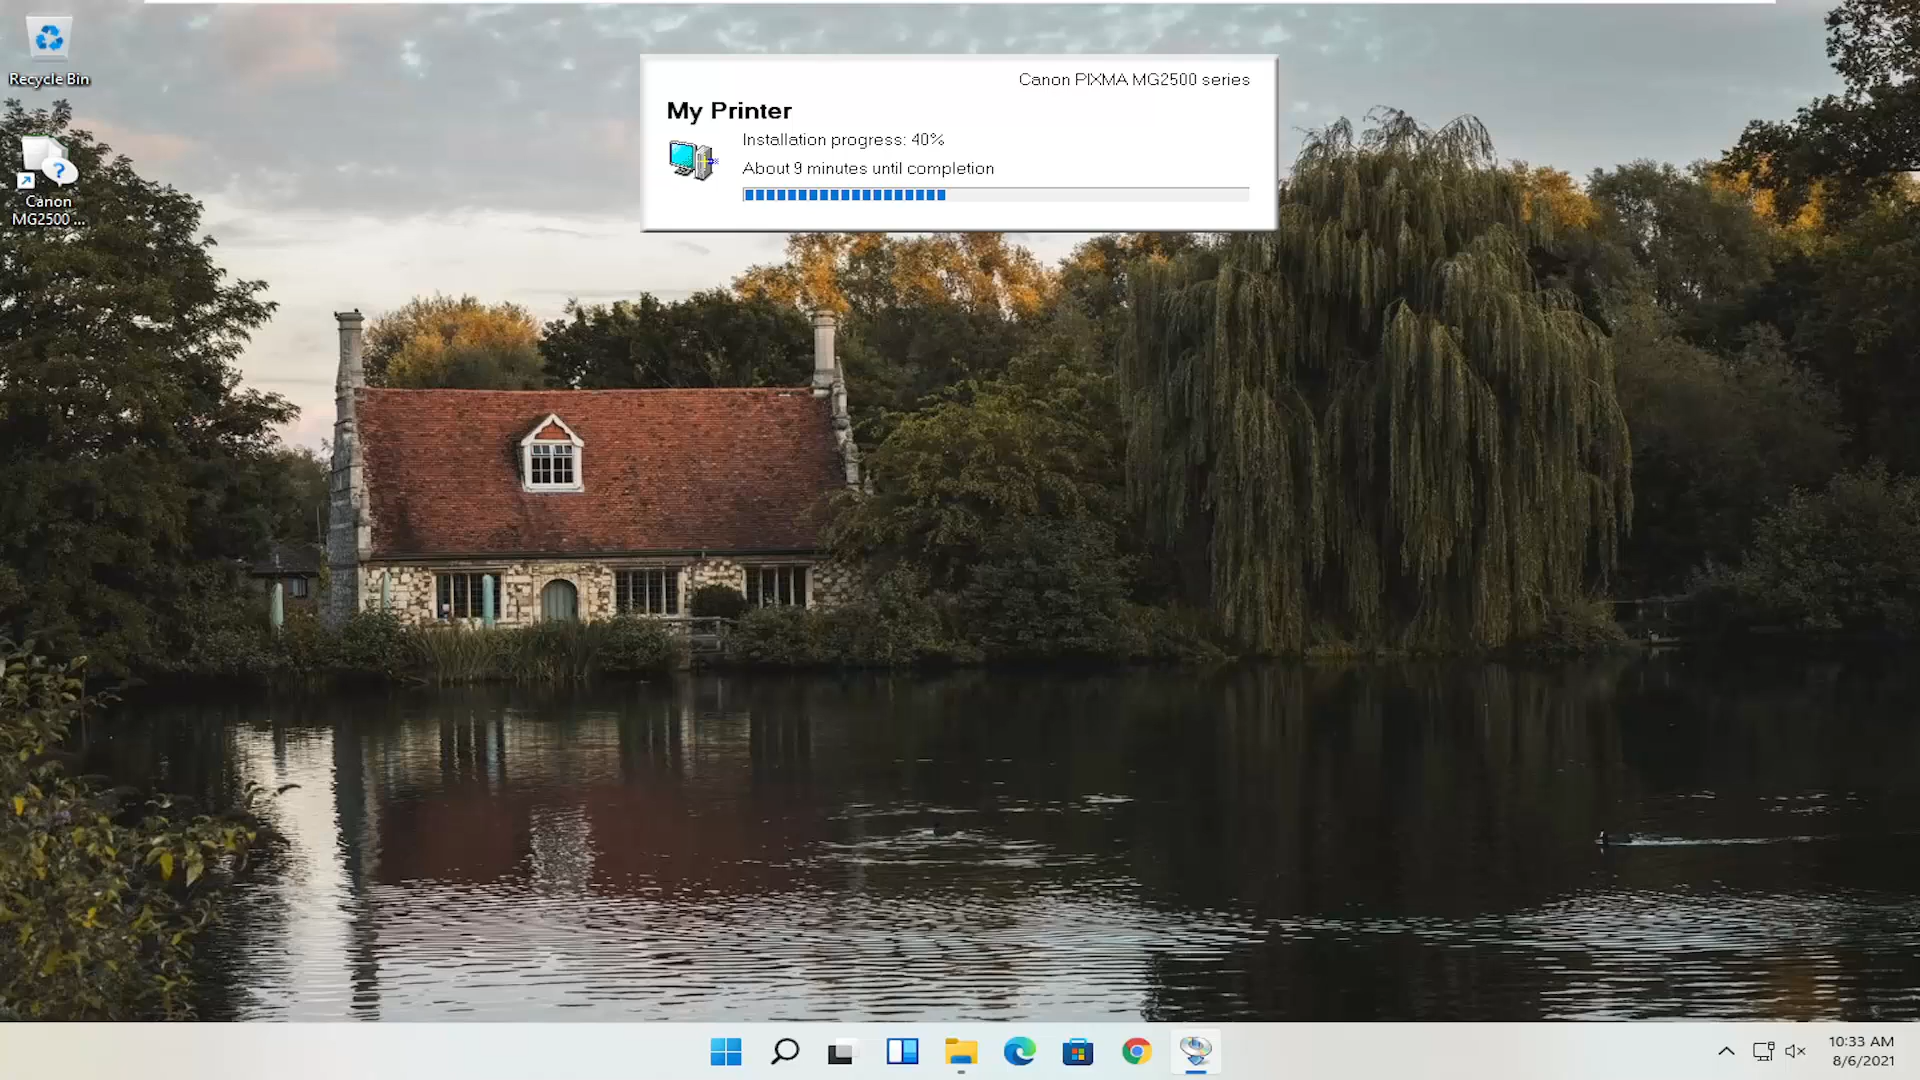 Recycle Bin
Canon
MG2500 ...
Canon PIXMA MG2500 series
My Printer
Installation progress: 40%
About 9 minutes until completion
10:33 AM
8/6/2021